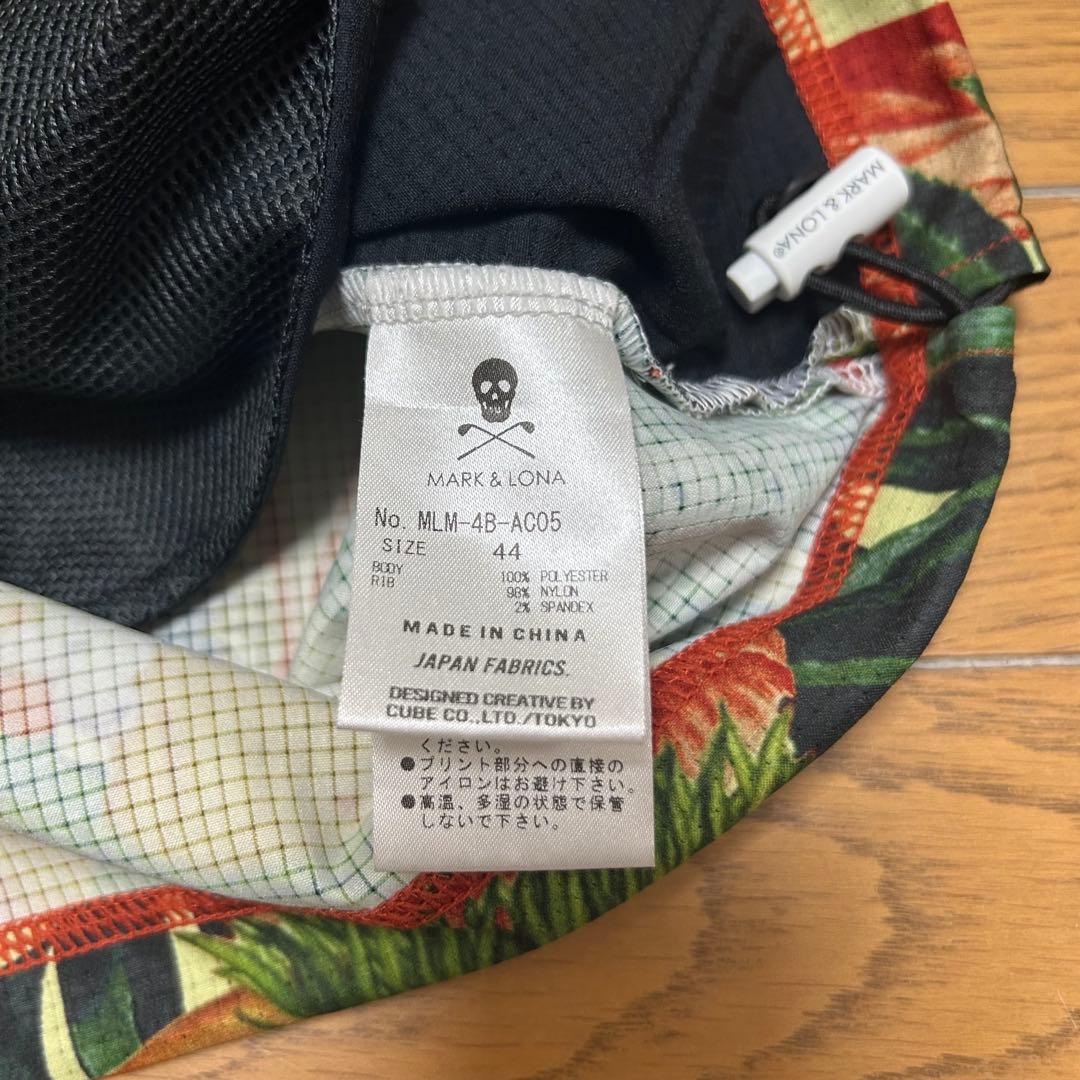 MARK & LONA®
MARK & LONA
No. MLM-4B-AC05
SIZE 44
BODY 100% POLYESTER
RIB 98% NYLON
2% SPANDEX
MADE IN CHINA
JAPAN FABRICS.
DESIGNED CREATIVE BY
CUBE CO.,LTD./TOKYO
ください。
●プリント部分への直接の
アイロンはお避け下さい。
●高温、多湿の状態で保管
しないで下さい。